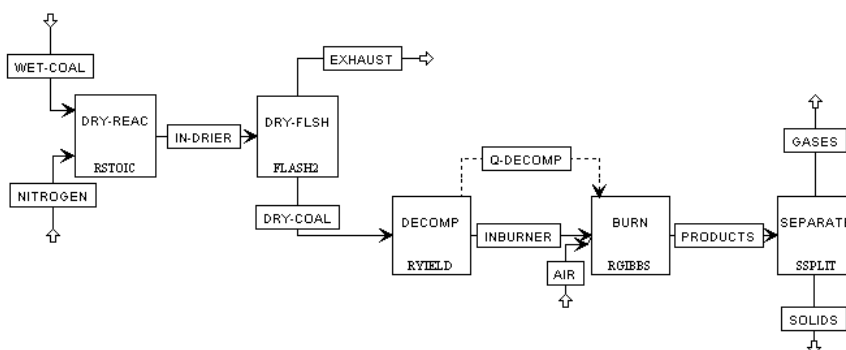 WET-COAL
NITROGEN
DRY-REAC
RSTOIC
IN-DRIER
EXHAUST
DRY-FLSH
FLASH2
DRY-COAL
Q-DECOMP
DECOMP
RYIELD
INBURNER
AIR
BURN
RGIBBS
PRODUCTS
GASES
SEPARATE
SSPLIT
SOLIDS